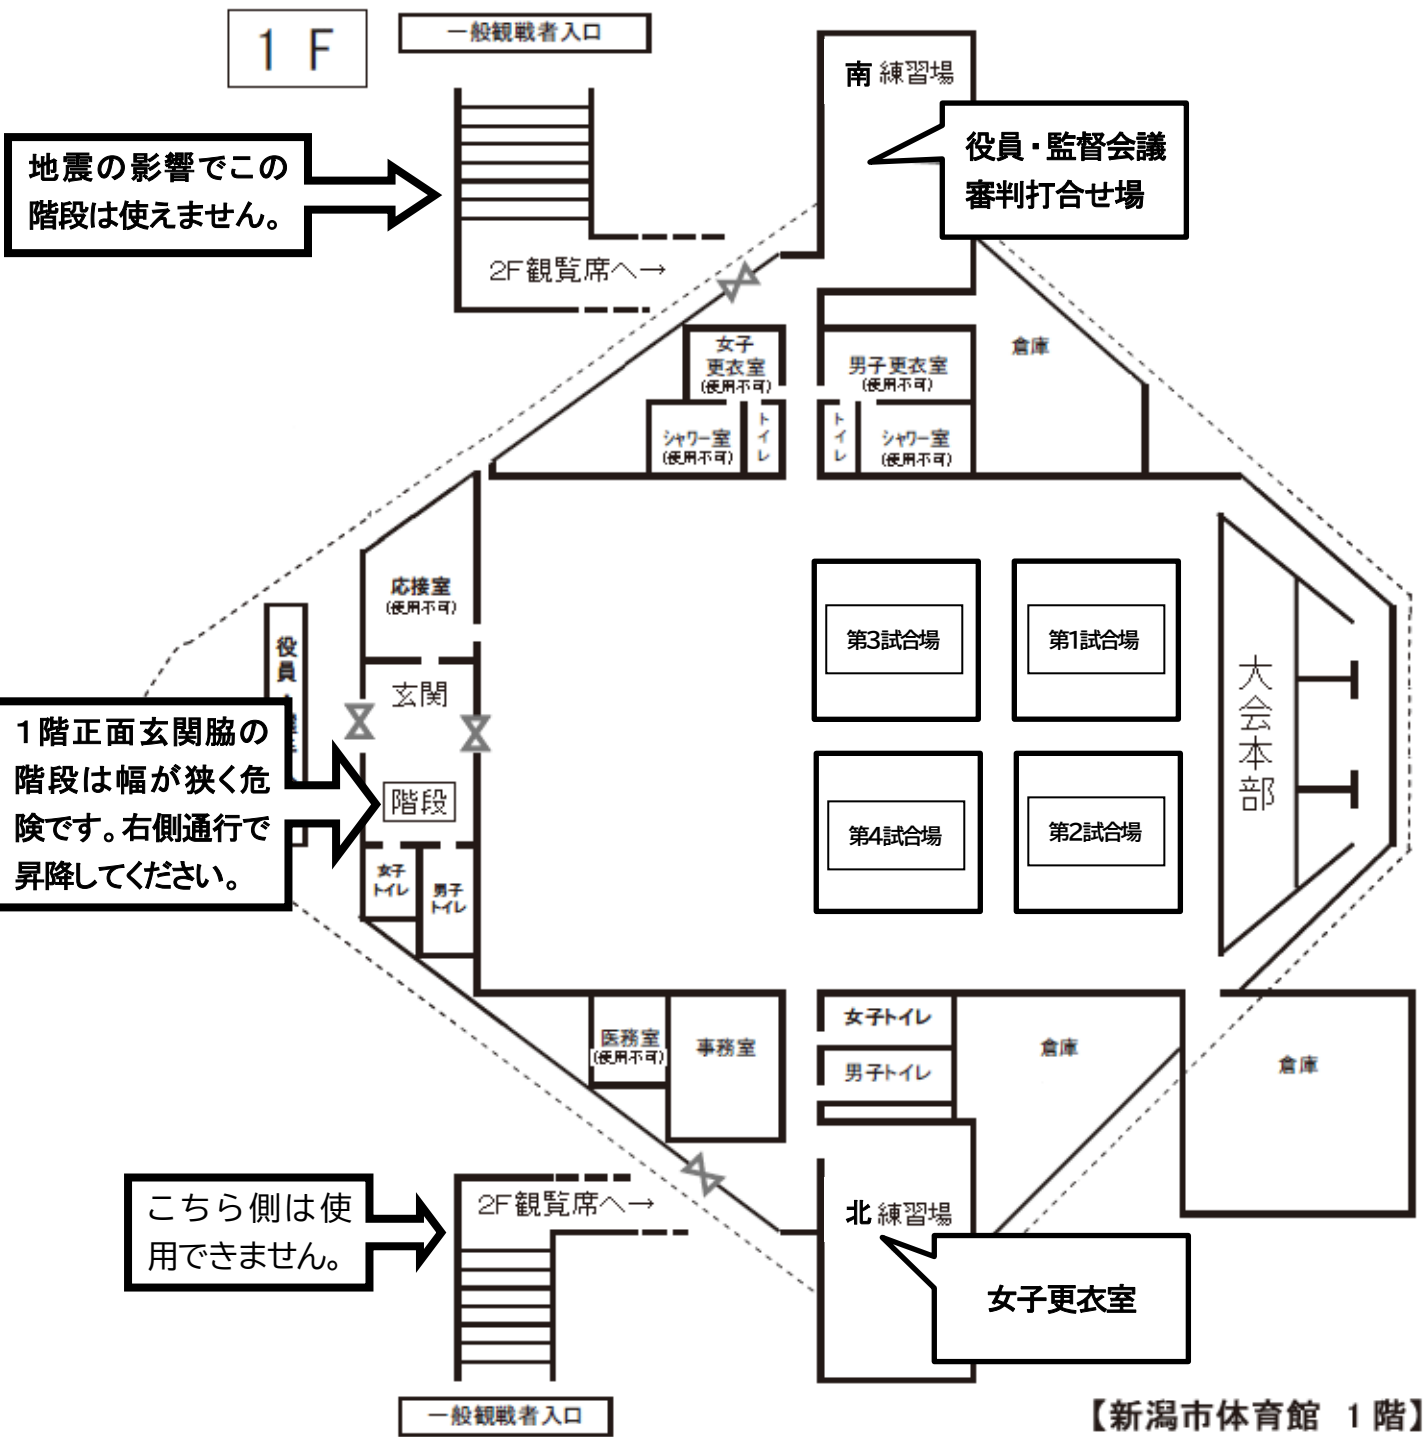 1 F
一般観戦者入口
南 練習場
役員・監督会議
審判打合せ場
地震の影響でこの
階段は使えません。
2F観覧席へ→
女子
更衣室
(使用不可)
男子更衣室
(使用不可)
倉庫
シャワー室
(使用不可)
トイレ
トイレ
シャワー室
(使用不可)
応接室
(使用不可)
役員
玄関
第3試合場
第1試合場
大会本部
1階正面玄関脇の
階段は幅が狭く危
険です。右側通行で
昇降してください。
階段
第4試合場
第2試合場
女子
トイレ
男子
トイレ
医務室
(使用不可)
事務室
女子トイレ
男子トイレ
倉庫
倉庫
こちら側は使
用できません。
2F観覧席へ→
北 練習場
女子更衣室
一般観戦者入口
【新潟市体育館 1階】